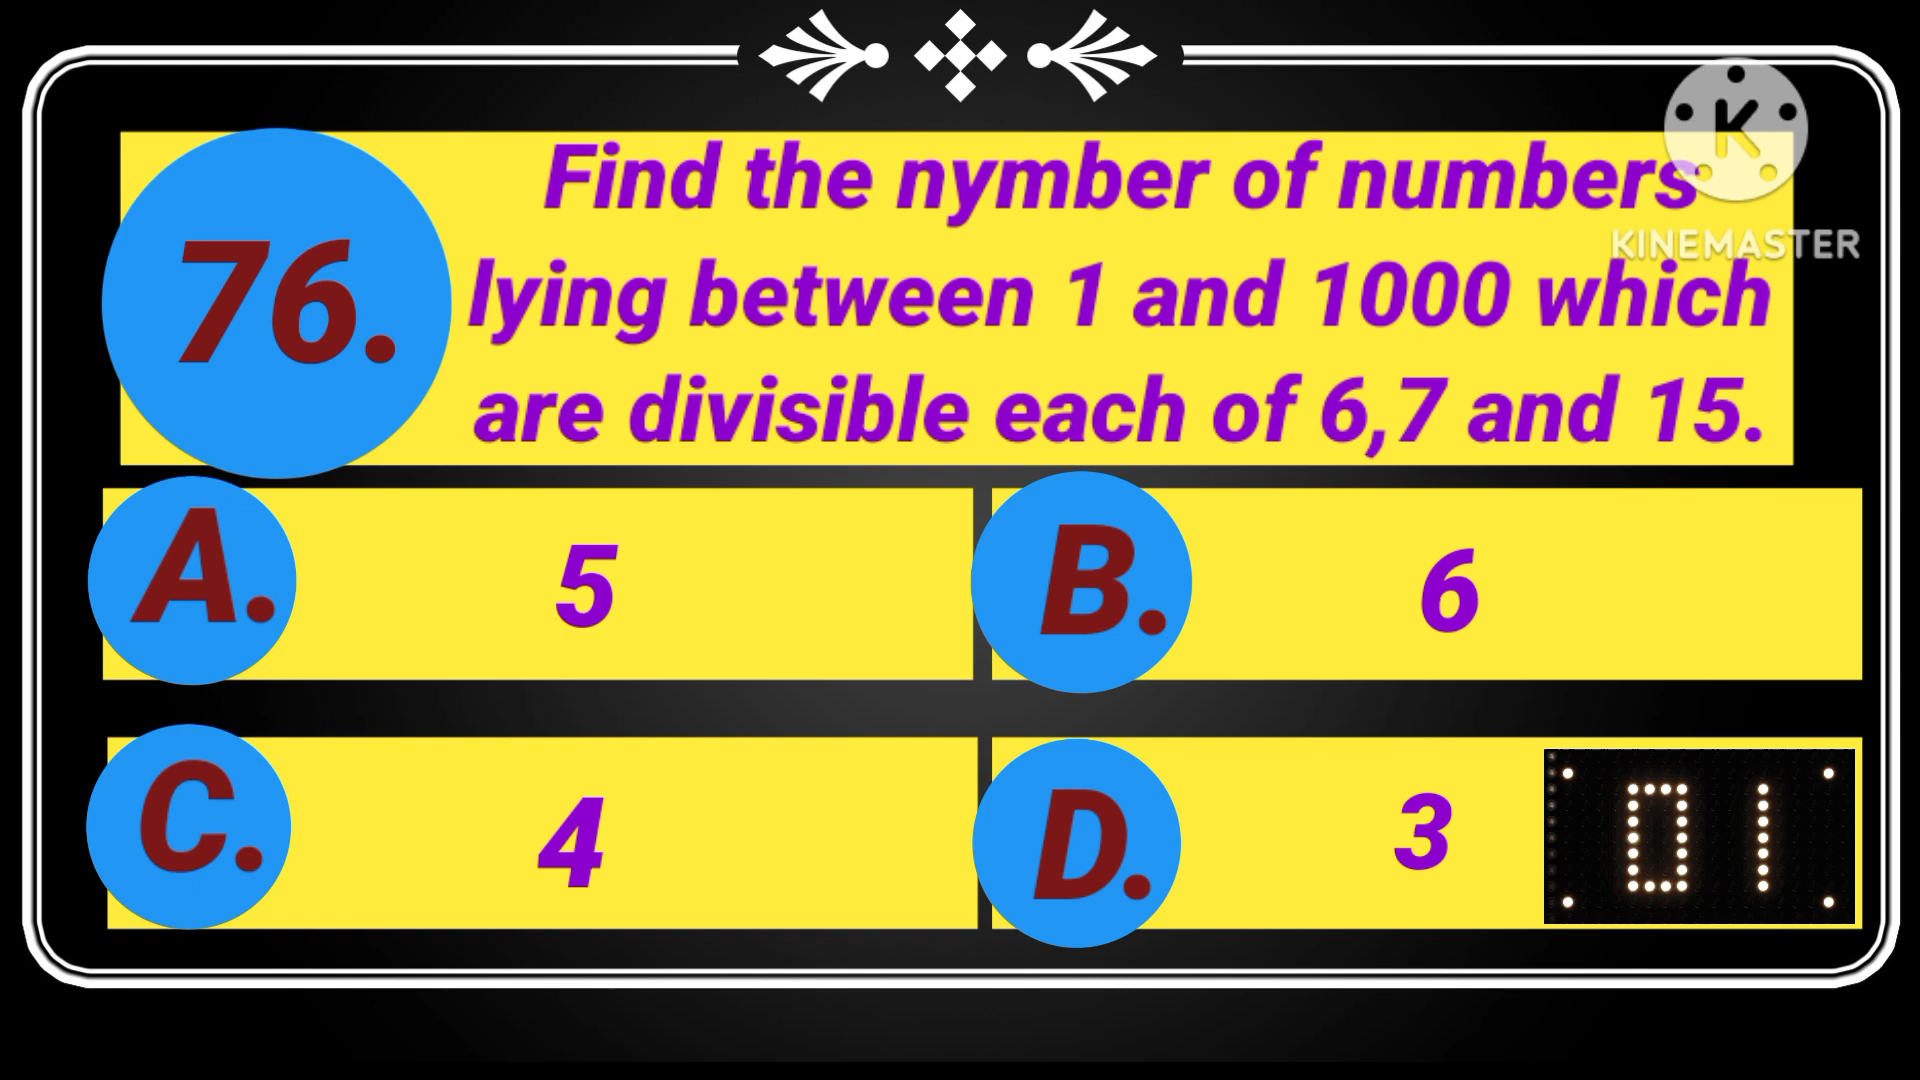 Find the nymber of numbers
KINEMASTER
76.
lying between 1 and 1000 which
are divisible each of 6,7 and 15.
A.
5
B.
6
C.
4
D.
3
01